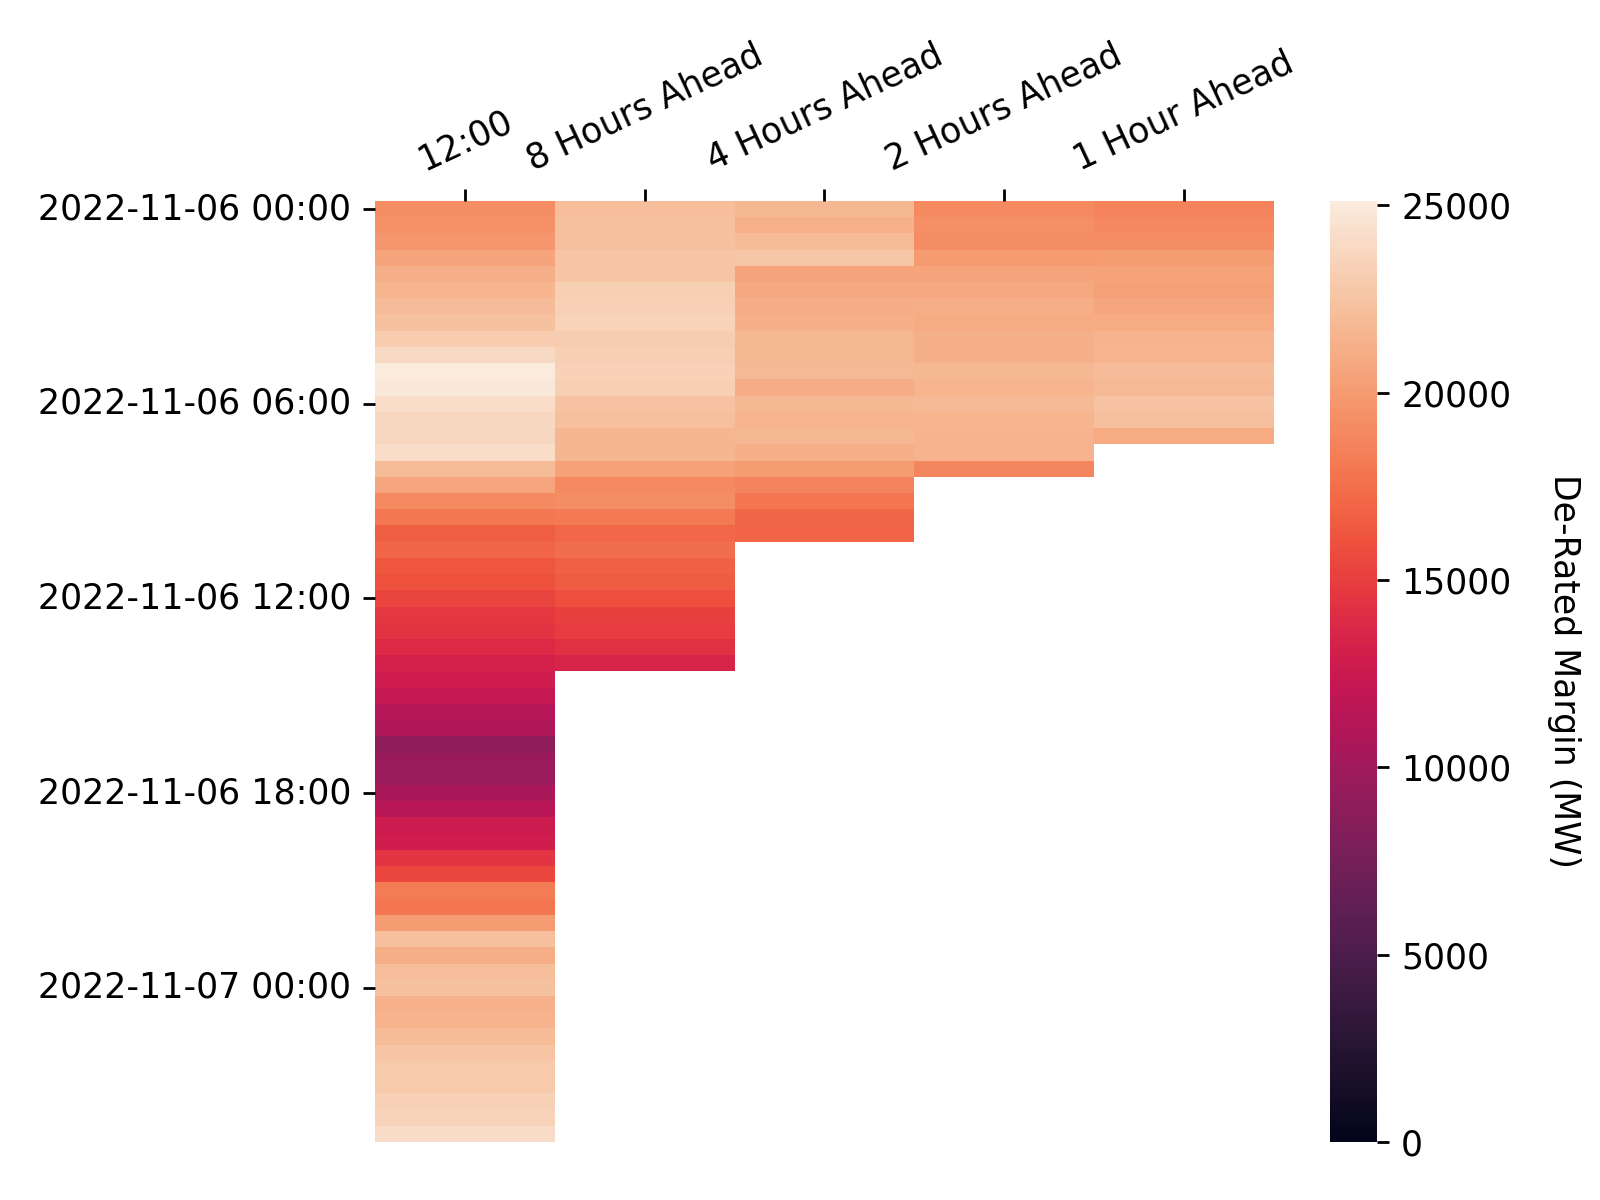 12:00
8 Hours Ahead
4 Hours Ahead
2 Hours Ahead
1 Hour Ahead
2022-11-06 00:00
2022-11-06 06:00
2022-11-06 12:00
2022-11-06 18:00
2022-11-07 00:00
25000
20000
15000
10000
5000
0
De-Rated Margin (MW)